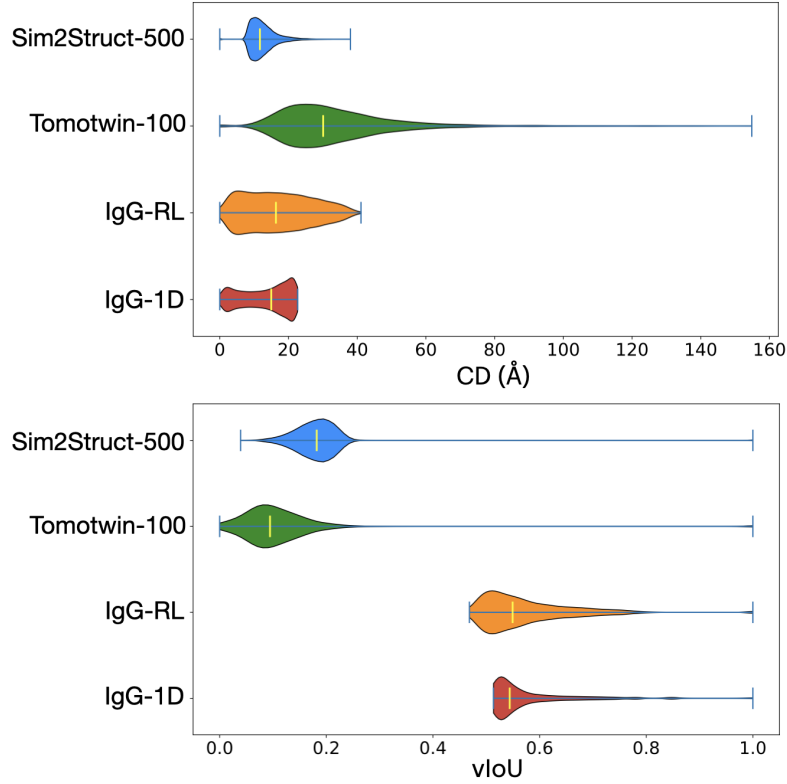 Sim2Struct-500
Tomotwin-100
IgG-RL
IgG-1D
0 20 40 60 80 100 120 140 160
CD (Å)
Sim2Struct-500
Tomotwin-100
IgG-RL
IgG-1D
0.0 0.2 0.4 0.6 0.8 1.0
vIoU